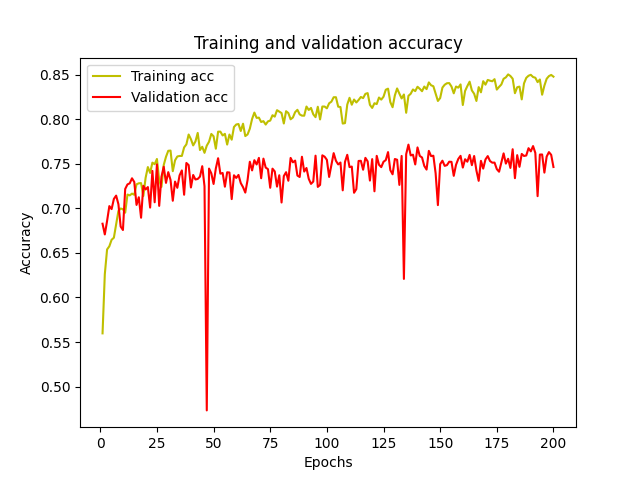 Training and validation accuracy
Training acc
Validation acc
Accuracy
0.85
0.80
0.75
0.70
0.65
0.60
0.55
0.50
0 25 50 75 100 125 150 175 200
Epochs